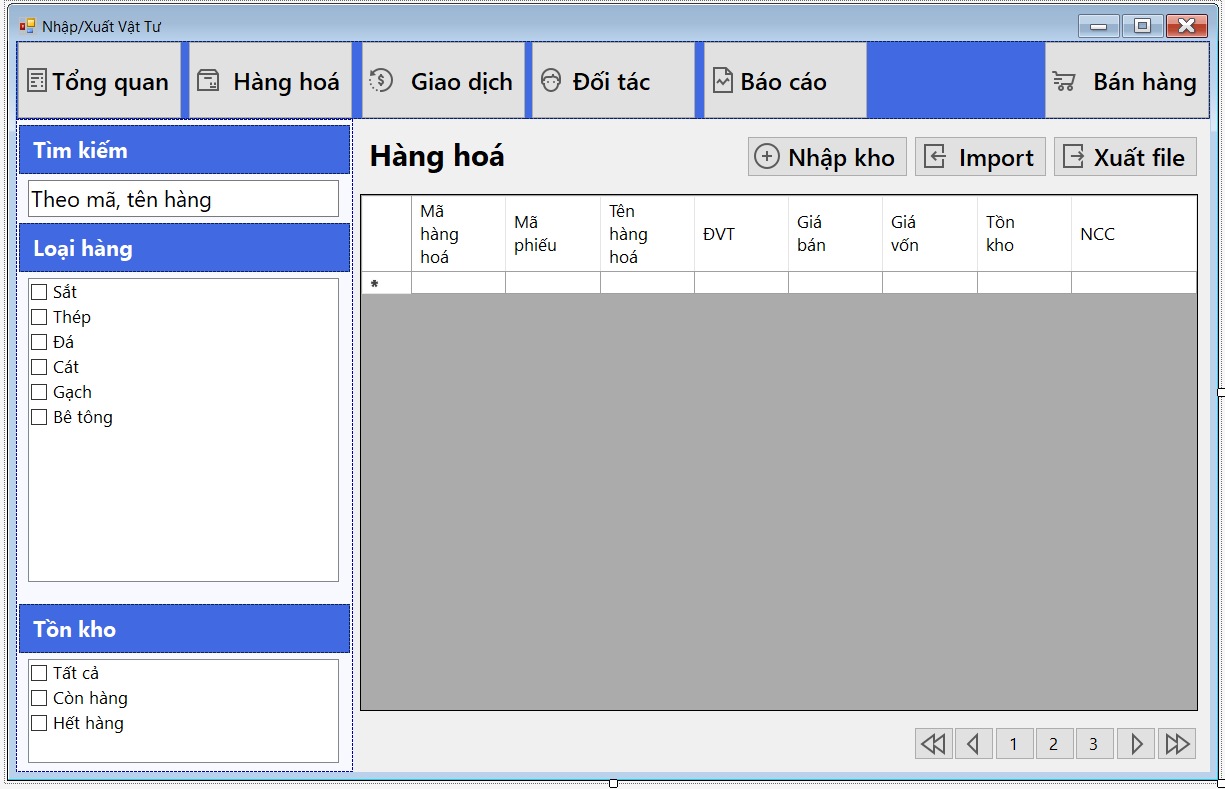 Nhập/Xuất Vật Tư
Tổng quan
Hàng hoá
Giao dịch
Đối tác
Báo cáo
Bán hàng
Tìm kiếm
Theo mã, tên hàng
Loại hàng
Sắt
Thép
Đá
Cát
Gạch
Bê tông
Tồn kho
Tất cả
Còn hàng
Hết hàng
Hàng hoá
Nhập kho
Import
Xuất file
Mã
hàng
hoá
Mã
phiếu
Tên
hàng
hoá
ĐVT
Giá
bán
Giá
vốn
Tồn
kho
NCC
*
1
2
3